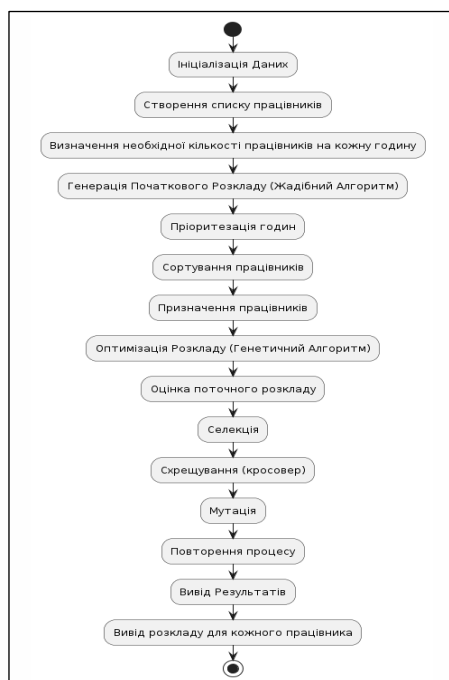 Ініціалізація Даних
Створення списку працівників
Визначення необхідної кількості працівників на кожну годину
Генерація Початкового Розкладу (Жадібний Алгоритм)
Пріоритезація годин
Сортування працівників
Призначення працівників
Оптимізація Розкладу (Генетичний Алгоритм)
Оцінка поточного розкладу
Селекція
Схрещування (кросовер)
Мутація
Повторення процесу
Вивід Результатів
Вивід розкладу для кожного працівника